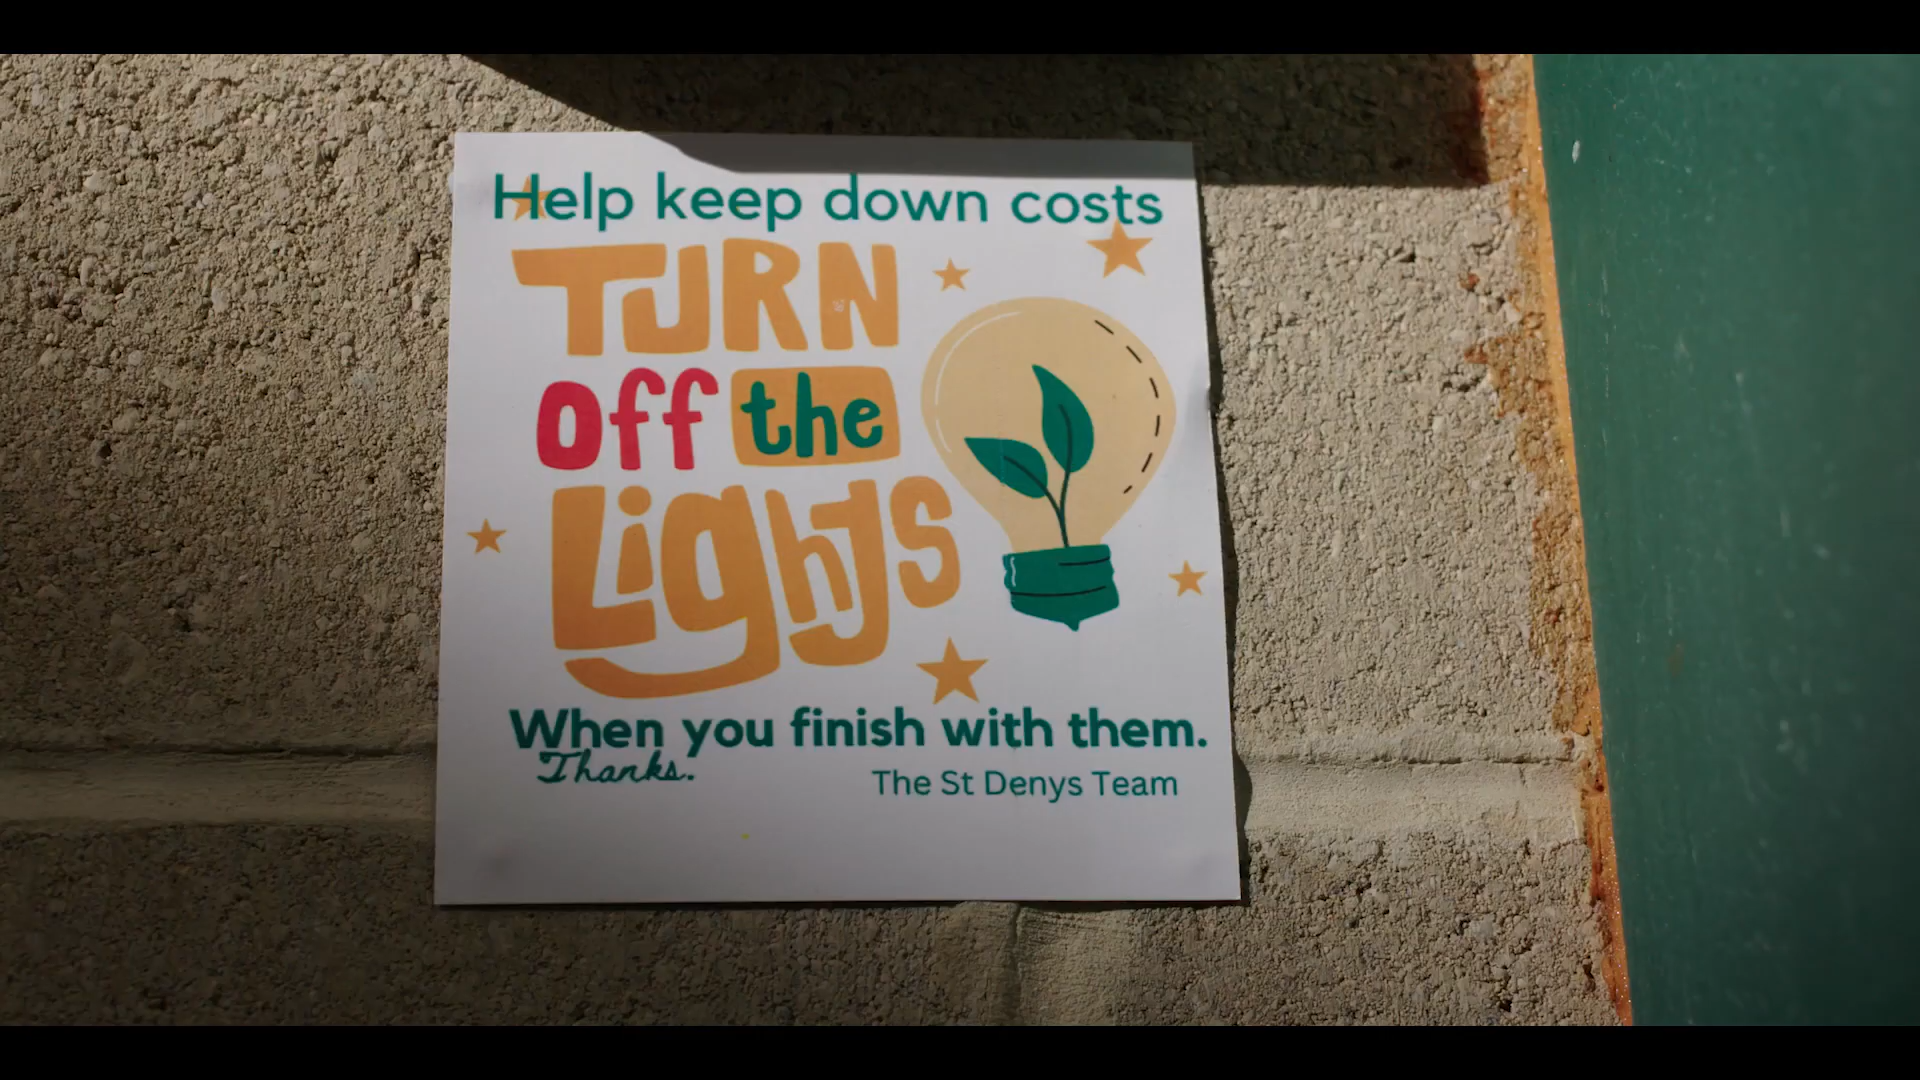 Help keep down costs
TURN
Off the
Lights
When you finish with them.
Thanks.
The St Denys Team